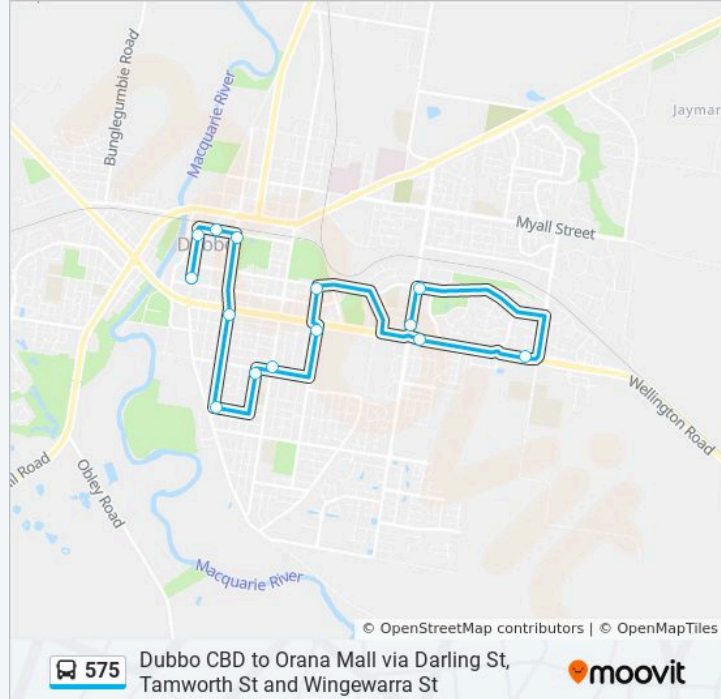 Bunglegumbie Road
Macquarie River
Jaymar
Myall Street
Dubbo
Wellington Road
ll Road
Obley Road
Macquarie River
© OpenStreetMap contributors | © OpenMapTiles
575
Dubbo CBD to Orana Mall via Darling St,
Tamworth St and Wingewarra St
moovit